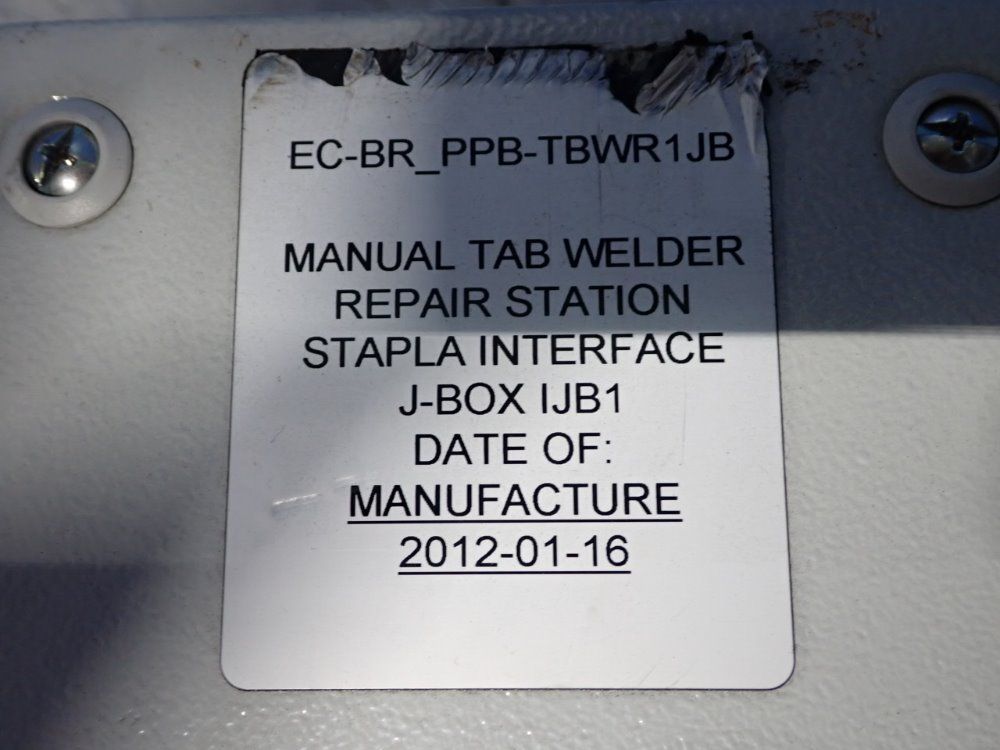 EC-BR_PPB-TBWR1JB
MANUAL TAB WELDER
REPAIR STATION
STAPLA INTERFACE
J-BOX IJB1
DATE OF:
MANUFACTURE
2012-01-16